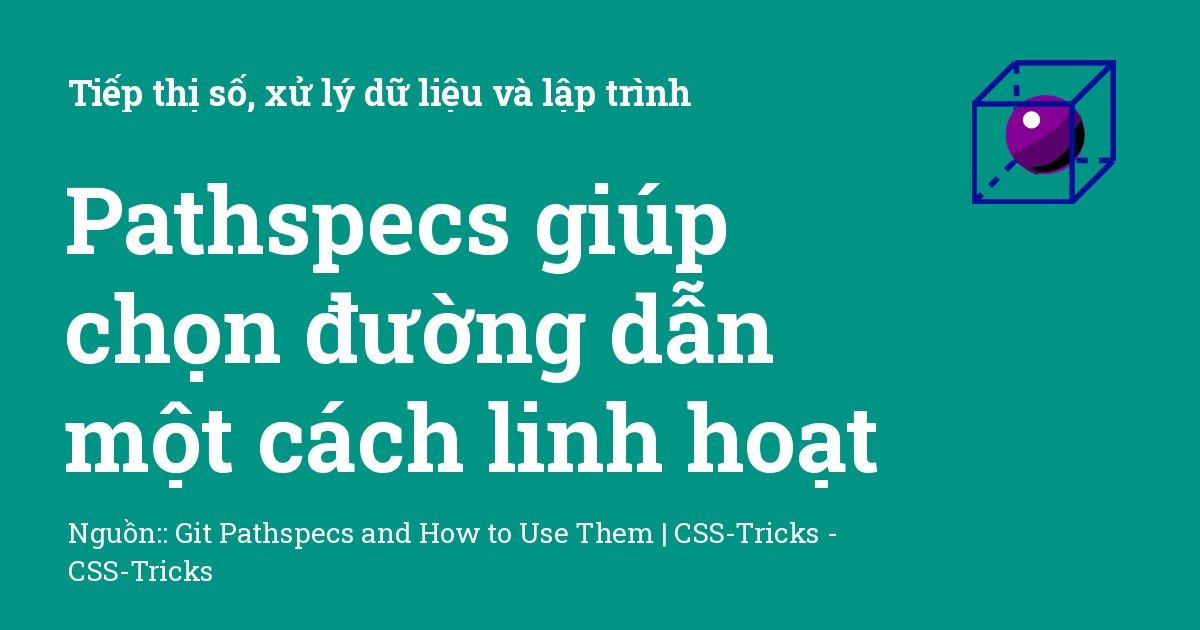 Tiếp thị số, xử lý dữ liệu và lập trình
Pathspecs giúp
chọn đường dẫn
một cách linh hoạt
Nguồn:: Git Pathspecs and How to Use Them | CSS-Tricks -
CSS-Tricks